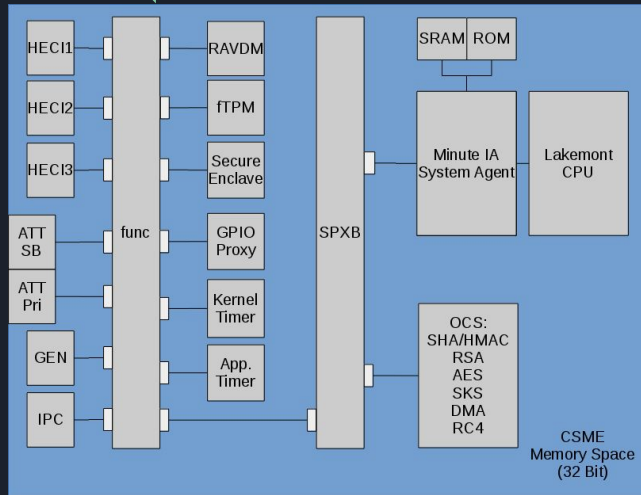 HECI1
HECI2
HECI3
ATT
SB
ATT
Pri
GEN
IPC
func
RAVDM
fTPM
Secure
Enclave
GPIO
Proxy
Kernel
Timer
App.
Timer
SPXB
SRAM
ROM
Minute IA
System Agent
Lakemont
CPU
OCS:
SHA/HMAC
RSA
AES
SKS
DMA
RC4
CSME
Memory Space
(32 Bit)